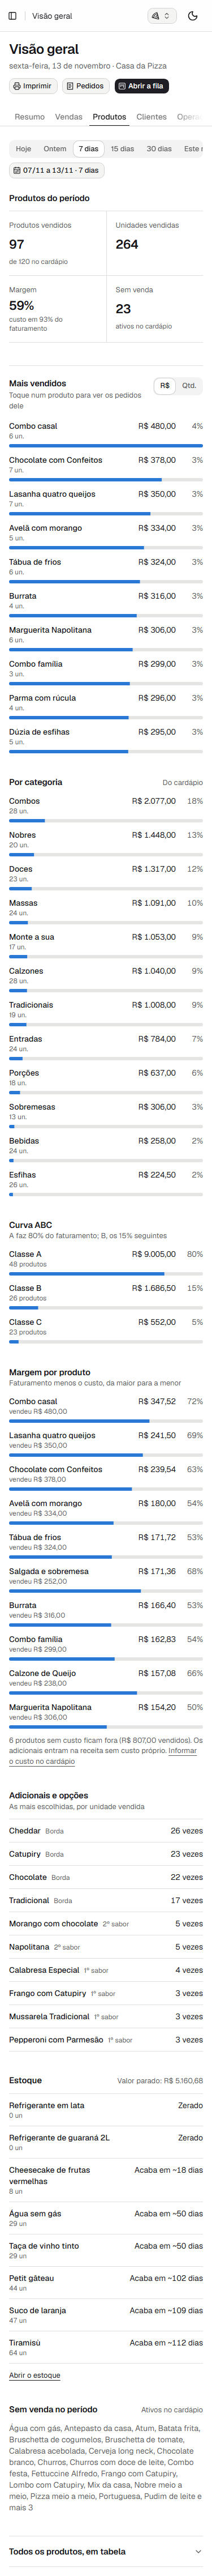 Visão geral
Visão geral
sexta-feira, 13 de novembro · Casa da Pizza
Imprimir
Pedidos
Abrir a fila
Resumo
Vendas
Produtos
Clientes
Opera
Hoje
Ontem
7 dias
15 dias
30 dias
Este
07/11 a 13/11 · 7 dias
Produtos do período
Produtos vendidos
97
de 120 no cardápio
Unidades vendidas
264
Margem
59%
custo em 93% do
faturamento
Sem venda
23
ativos no cardápio
Mais vendidos
Toque num produto para ver os pedidos
dele
R$
Qtd.
Combo casal R$ 480,00 4%
6 un.
Chocolate com Confeitos R$ 378,00 3%
7 un.
Lasanha quatro queijos R$ 350,00 3%
7 un.
Avelã com morango R$ 334,00 3%
5 un.
Tábua de frios R$ 324,00 3%
6 un.
Burrata R$ 316,00 3%
4 un.
Marguerita Napolitana R$ 306,00 3%
6 un.
Combo família R$ 299,00 3%
3 un.
Parma com rúcula R$ 296,00 3%
4 un.
Dúzia de esfihas R$ 295,00 3%
5 un.
Por categoria Do cardápio
Combos R$ 2.077,00 18%
28 un.
Nobres R$ 1.448,00 13%
20 un.
Doces R$ 1.317,00 12%
23 un.
Massas R$ 1.091,00 10%
24 un.
Monte a sua R$ 1.053,00 9%
17 un.
Calzones R$ 1.040,00 9%
28 un.
Tradicionais R$ 1.008,00 9%
19 un.
Entradas R$ 784,00 7%
24 un.
Porções R$ 637,00 6%
18 un.
Sobremesas R$ 306,00 3%
13 un.
Bebidas R$ 258,00 2%
24 un.
Esfihas R$ 224,50 2%
26 un.
Curva ABC
A faz 80% do faturamento; B, os 15% seguintes
Classe A R$ 9.005,00 80%
48 produtos
Classe B R$ 1.686,50 15%
26 produtos
Classe C R$ 552,00 5%
23 produtos
Margem por produto
Faturamento menos o custo, da maior para a menor
Combo casal R$ 347,52 72%
vendeu R$ 480,00
Lasanha quatro queijos R$ 241,50 69%
vendeu R$ 350,00
Chocolate com Confeitos R$ 239,54 63%
vendeu R$ 378,00
Avelã com morango R$ 180,00 54%
vendeu R$ 334,00
Tábua de frios R$ 171,72 53%
vendeu R$ 324,00
Salgada e sobremesa R$ 171,36 68%
vendeu R$ 252,00
Burrata R$ 166,40 53%
vendeu R$ 316,00
Combo família R$ 162,83 54%
vendeu R$ 299,00
Calzone de Queijo R$ 157,08 66%
vendeu R$ 238,00
Marguerita Napolitana R$ 154,20 50%
vendeu R$ 306,00
6 produtos sem custo ficam fora (R$ 807,00 vendidos). Os
adicionais entram na receita sem custo próprio. Informar
o custo no cardápio
Adicionais e opções
As mais escolhidas, por unidade vendida
Cheddar Borda 26 vezes
Catupiry Borda 23 vezes
Chocolate Borda 22 vezes
Tradicional Borda 17 vezes
Morango com chocolate 2º sabor 5 vezes
Napolitana 2º sabor 5 vezes
Calabresa Especial 1º sabor 4 vezes
Frango com Catupiry 1º sabor 3 vezes
Mussarela Tradicional 1º sabor 3 vezes
Pepperoni com Parmesão 1º sabor 3 vezes
Estoque Valor parado: R$ 5.160,68
Refrigerante em lata Zerado
0 un
Refrigerante de guaraná 2L Zerado
0 un
Cheesecake de frutas Acaba em ~18 dias
vermelhas
8 un
Água sem gás Acaba em ~50 dias
29 un
Taça de vinho tinto Acaba em ~50 dias
29 un
Petit gâteau Acaba em ~102 dias
44 un
Suco de laranja Acaba em ~109 dias
47 un
Tiramisù Acaba em ~112 dias
64 un
Abrir o estoque
Sem venda no período Ativos no cardápio
Água com gás, Antepasto da casa, Atum, Batata frita,
Bruschetta de cogumelos, Bruschetta de tomate,
Calabresa acebolada, Cerveja long neck, Chocolate
branco, Churros, Churros com doce de leite, Combo
festa, Fettuccine Alfredo, Frango com Catupiry,
Lombo com Catupiry, Mix da casa, Nobre meio a
meio, Pizza meio a meio, Portuguesa, Pudim de leite e
mais 3
Todos os produtos, em tabela